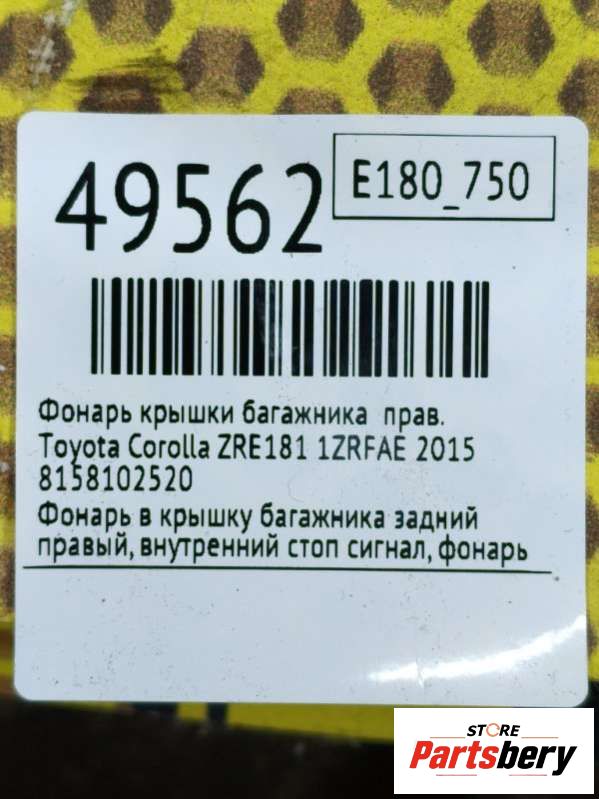 49562
E180_750
Фонарь крышки багажника прав.
Toyota Corolla ZRE181 1ZRFAE 2015
8158102520
Фонарь в крышку багажника задний
правый, внутренний стоп сигнал, фонарь
STORE
Partsbery